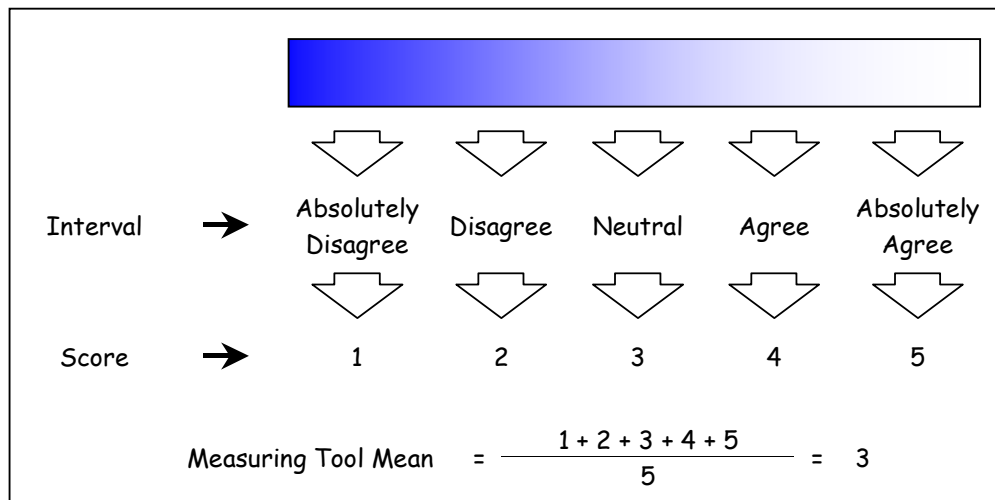 Interval
Absolutely Disagree
Disagree
Neutral
Agree
Absolutely Agree
Score
1 2 3 4 5
Measuring Tool Mean = 1 + 2 + 3 + 4 + 5 / 5 = 3